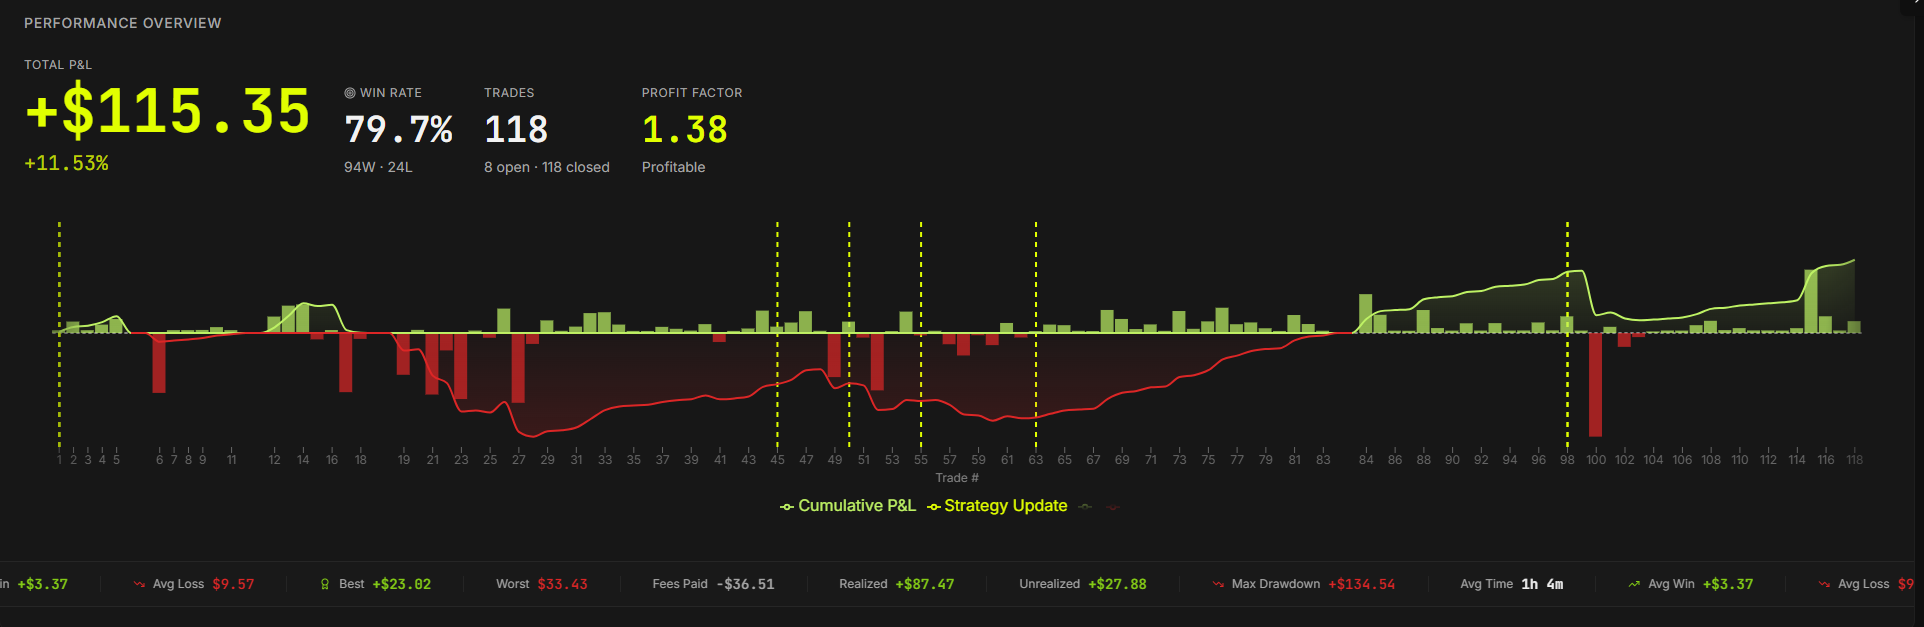 PERFORMANCE OVERVIEW
TOTAL P&L
+$115.35
+11.53%
WIN RATE
79.7%
94W · 24L
TRADES
118
8 open · 118 closed
PROFIT FACTOR
1.38
Profitable
1 2 3 4 5 6 7 8 9 11 12 14 16 18 19 21 23 25 27 29 31 33 35 37 39 41 43 45 47 49 51 53 55 57 59 61 63 65 67 69 71 73 75 77 79 81 83 84 86 88 90 92 94 96 98 100 102 104 106 108 110 112 114 116 118
Trade #
Cumulative P&L Strategy Update
in +$3.37 Avg Loss $9.57 Best +$23.02 Worst $33.43 Fees Paid -$36.51 Realized +$87.47 Unrealized +$27.88 Max Drawdown +$134.54 Avg Time 1h 4m Avg Win +$3.37 Avg Loss $9